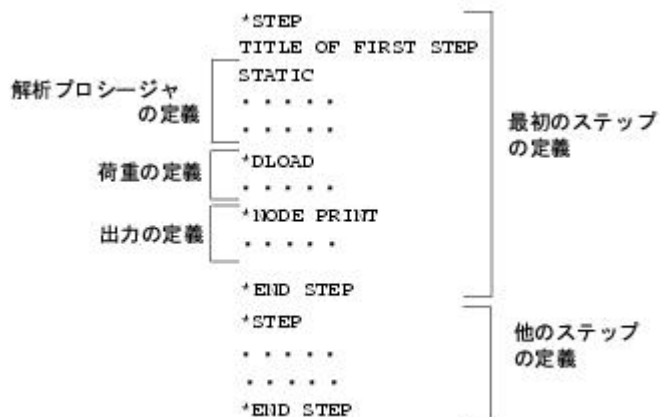 *STEP
TITLE OF FIRST STEP
解析プロシージャ
の定義
STATIC
. . . . .
. . . . .
荷重の定義
*DLOAD
. . . . .
出力の定義
*NODE PRINT
. . . . .
*END STEP
最初のステップ
の定義
*STEP
. . . . .
. . . . .
*END STEP
他のステップ
の定義